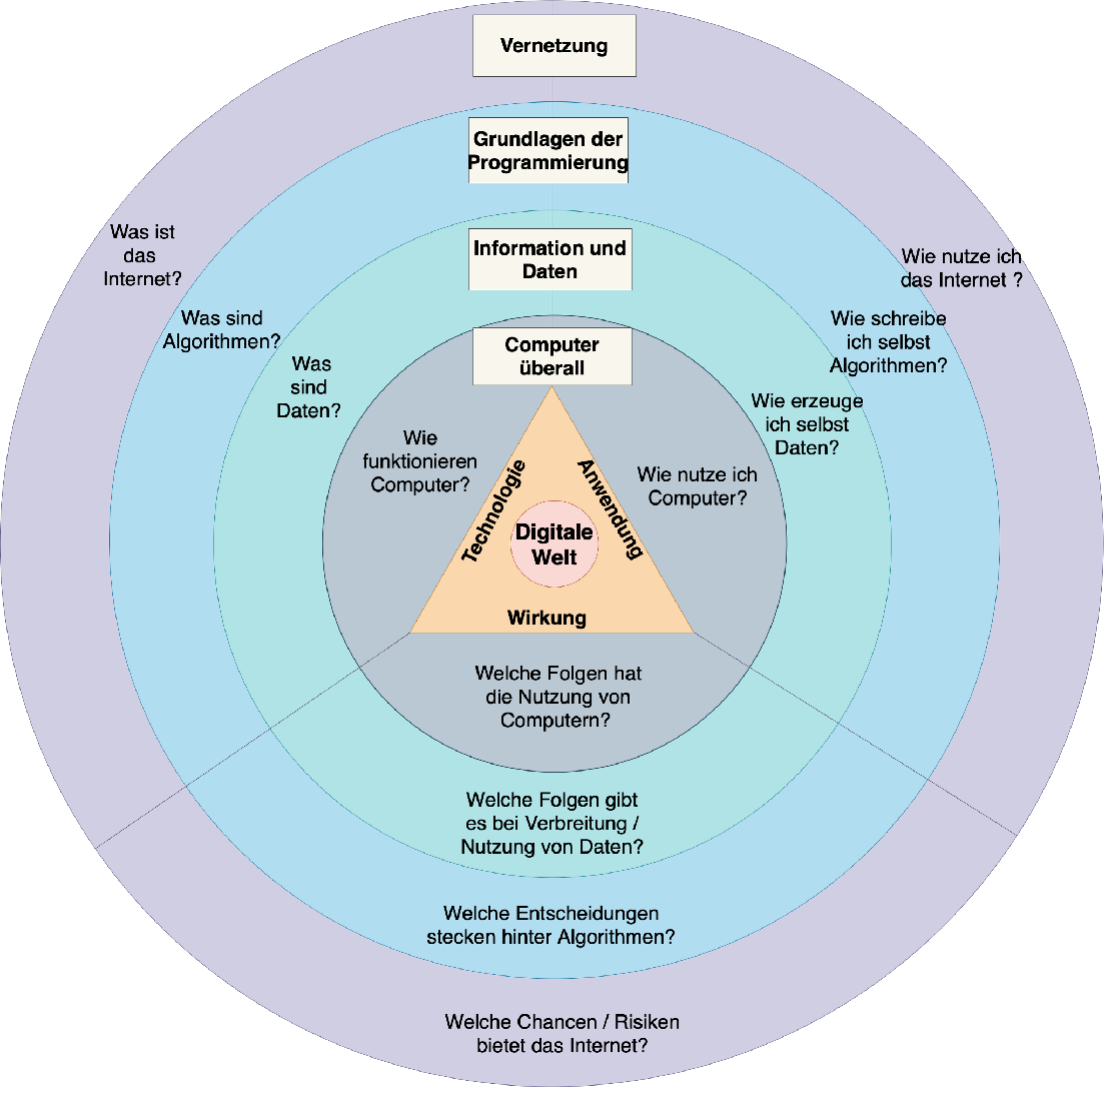 Vernetzung
Grundlagen der
Programmierung
Information und
Daten
Computer
überall
Was ist
das
Internet?
Was sind
Algorithmen?
Was
sind
Daten?
Wie
funktionieren
Computer?
Wie nutze ich
das Internet ?
Wie schreibe
ich selbst
Algorithmen?
Wie erzeuge
ich selbst
Daten?
Wie nutze ich
Computer?
Technologie
Anwendung
Digitale
Welt
Wirkung
Welche Folgen hat
die Nutzung von
Computern?
Welche Folgen gibt
es bei Verbreitung /
Nutzung von Daten?
Welche Entscheidungen
stecken hinter Algorithmen?
Welche Chancen / Risiken
bietet das Internet?